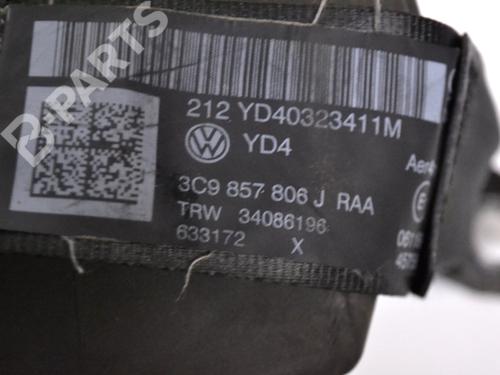 B-PARTS
212 YD40323411M
YD4
3C9 857 806 J RAA
TRW 34086196
633172 X